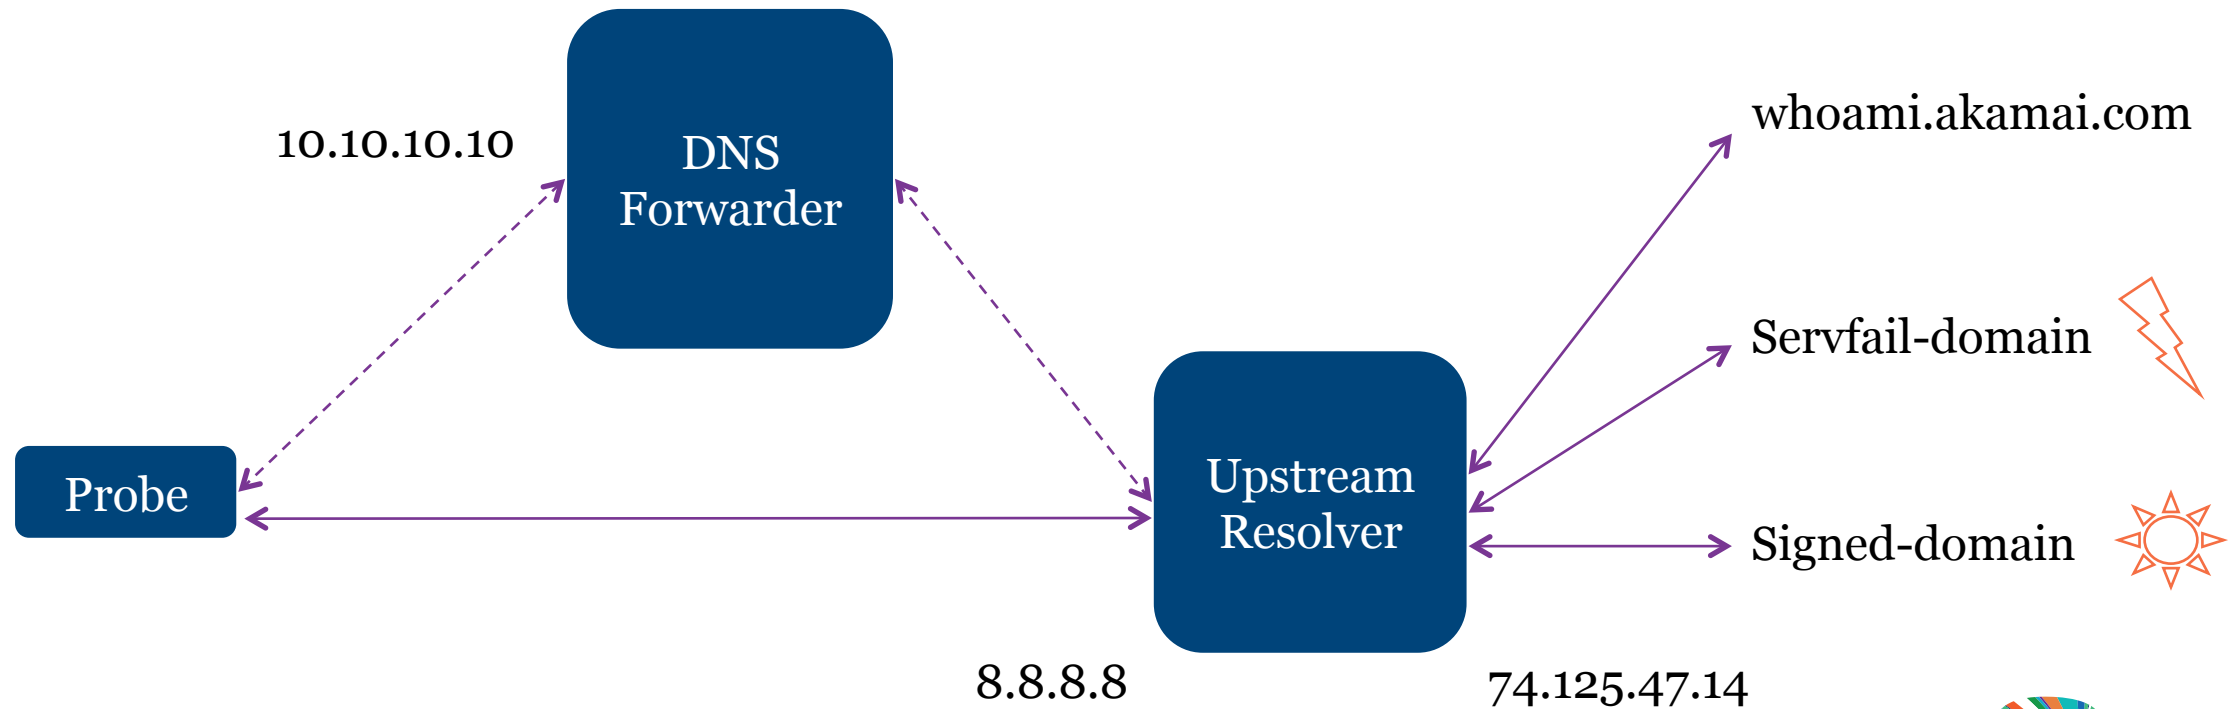 10.10.10.10
DNS
Forwarder
whoami.akamai.com
Servfail-domain
Probe
Upstream
Resolver
Signed-domain
8.8.8.8
74.125.47.14